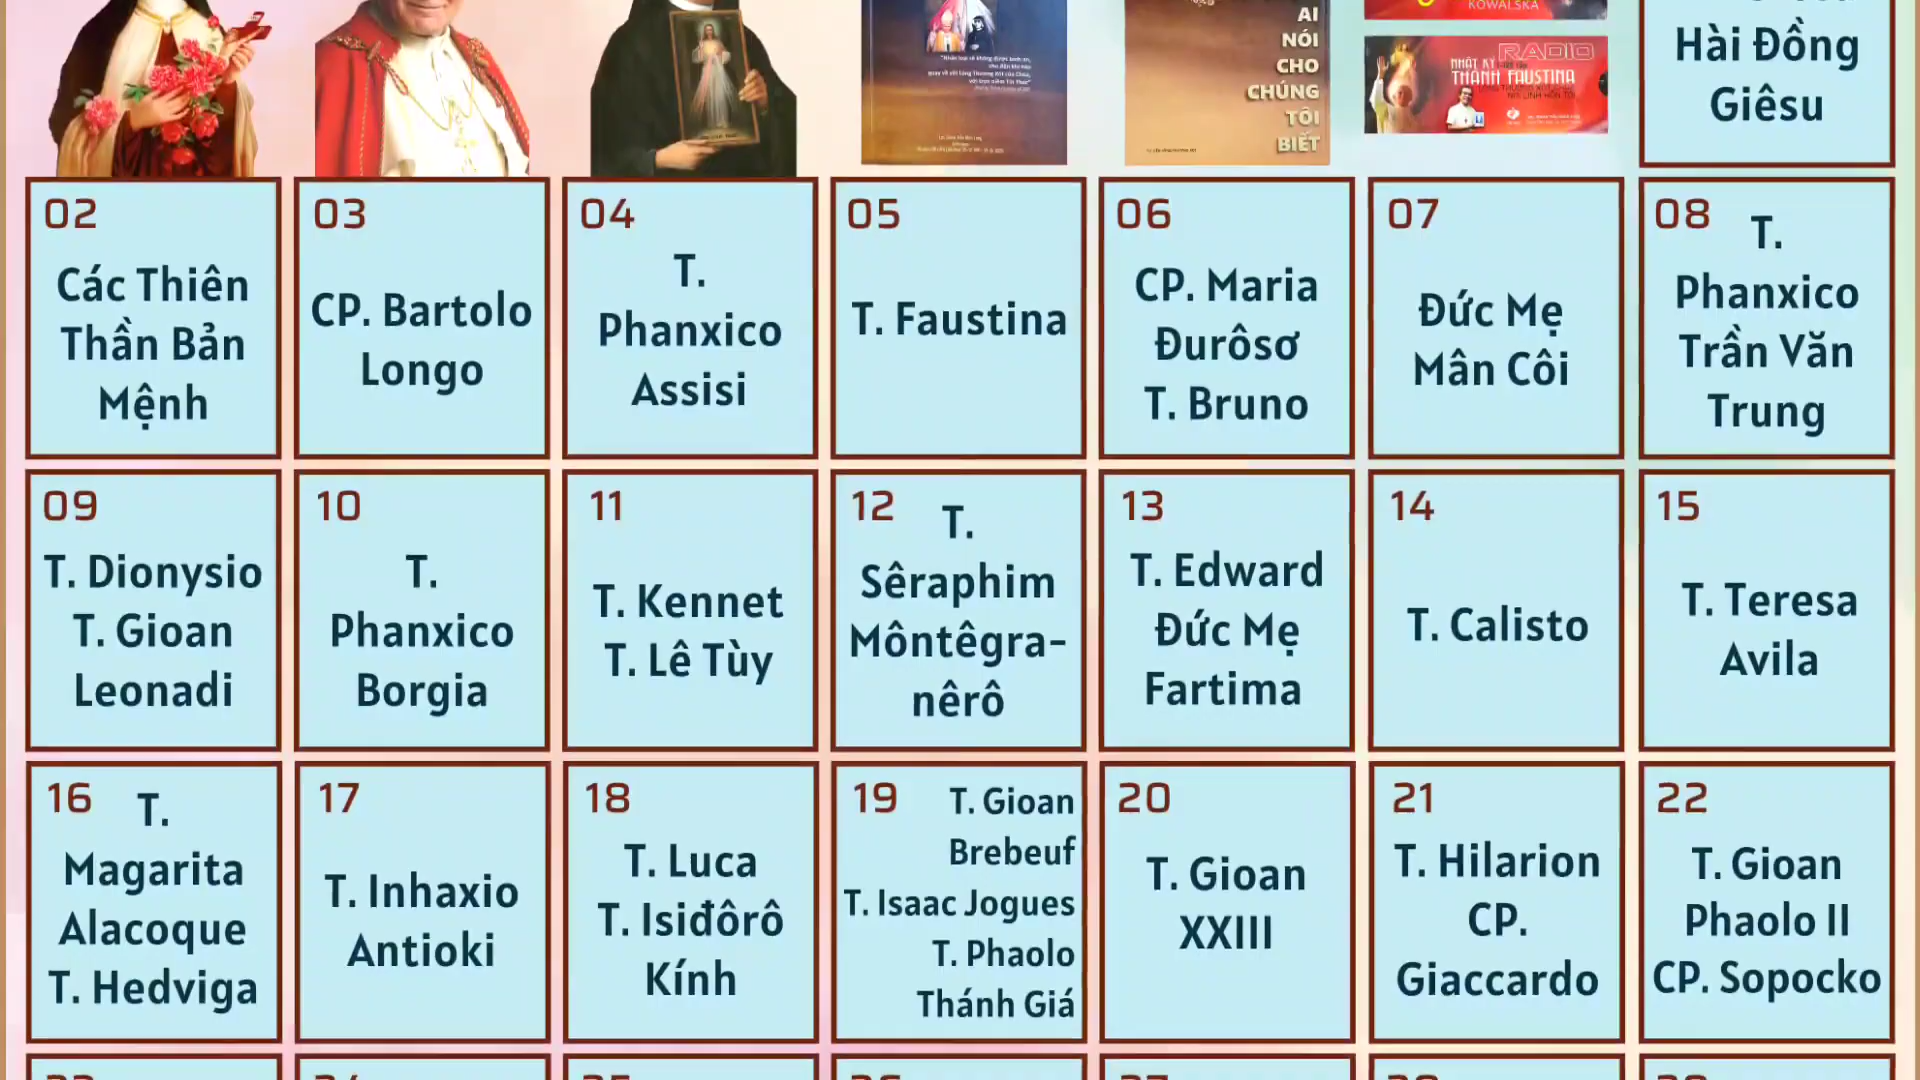 KOWALSKA
AI
NÓI
CHO
CHÚNG
TÔI
BIẾT
RADIO
NHẬT KÝ
THÁNH FAUSTINA
Hài Đồng
Giêsu
02
Các Thiên
Thần Bản
Mệnh
03
CP. Bartolo
Longo
04
T.
Phanxico
Assisi
05
T. Faustina
06
CP. Maria
Đurôsơ
T. Bruno
07
Đức Mẹ
Mân Côi
08
T.
Phanxico
Trần Văn
Trung
09
T. Dionysio
T. Gioan
Leonadi
10
T.
Phanxico
Borgia
11
T. Kennet
T. Lê Tùy
12
T.
Sêraphim
Môntêgra-
nêrô
13
T. Edward
Đức Mẹ
Fartima
14
T. Calisto
15
T. Teresa
Avila
16
T.
Magarita
Alacoque
T. Hedviga
17
T. Inhaxio
Antioki
18
T. Luca
T. Isiđôrô
Kính
19
T. Gioan
Brebeuf
T. Isaac Jogues
T. Phaolo
Thánh Giá
20
T. Gioan
XXIII
21
T. Hilarion
CP.
Giaccardo
22
T. Gioan
Phaolo II
CP. Sopocko